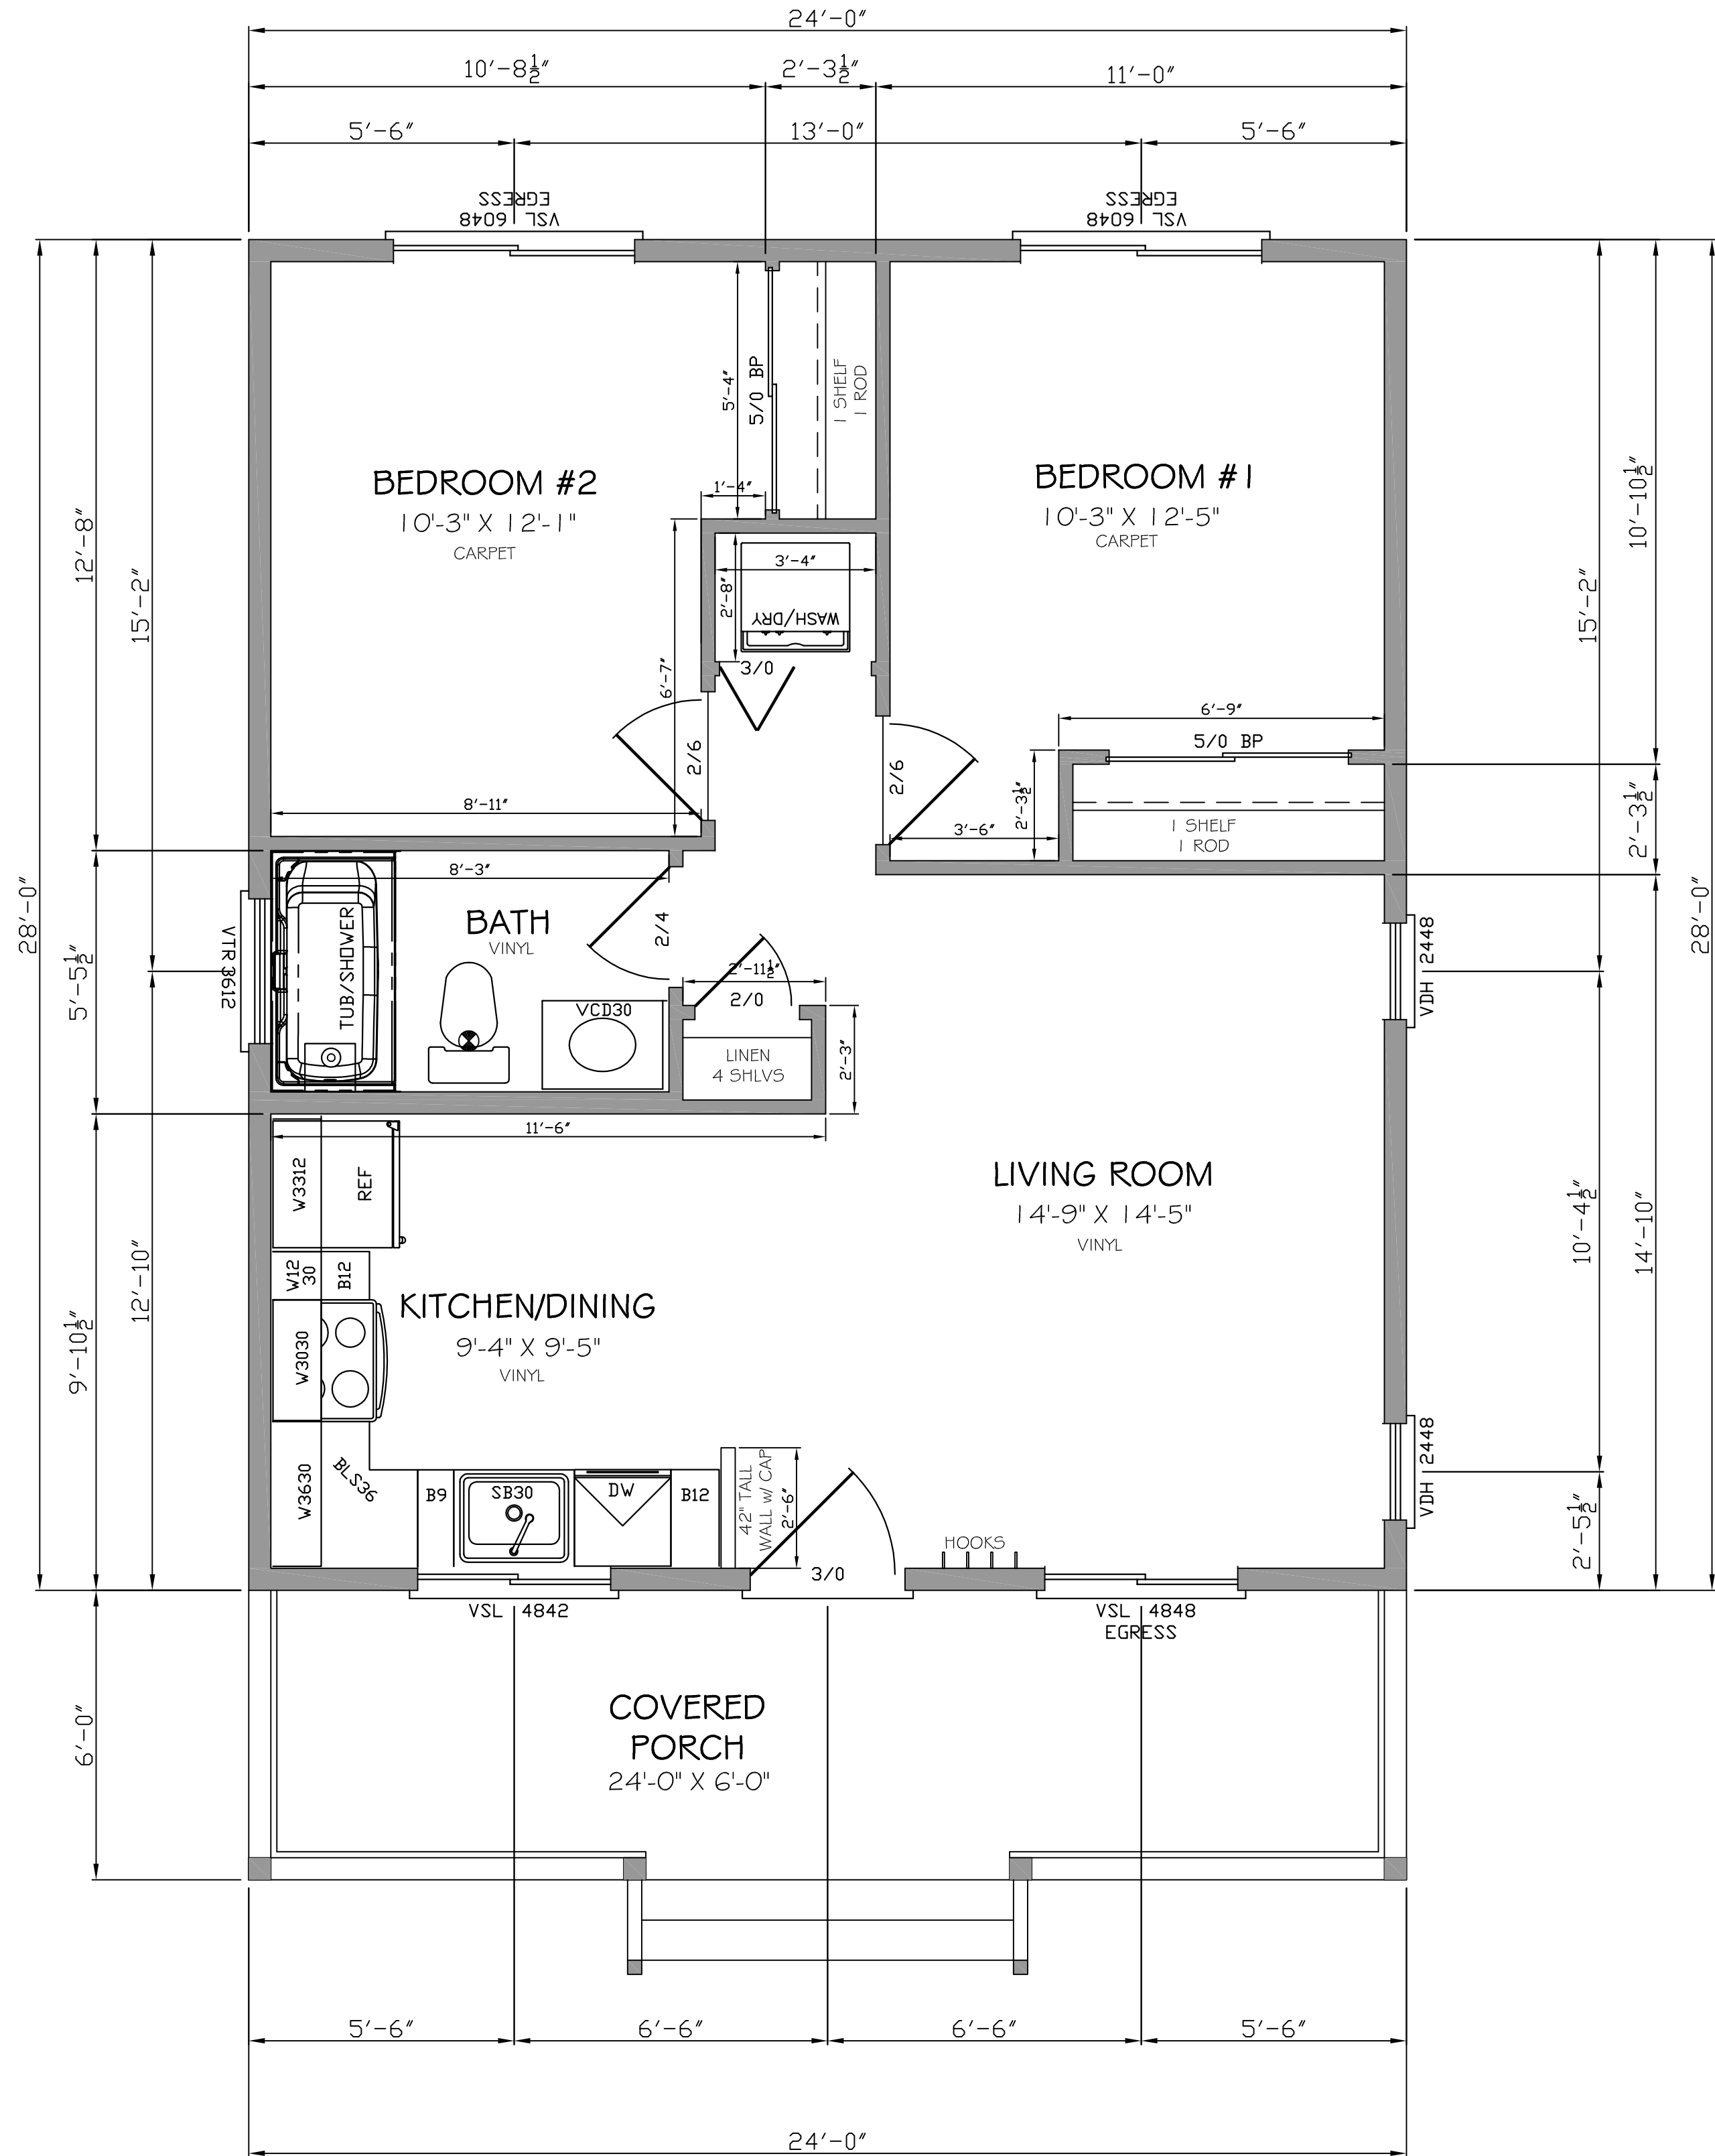 24'-0"
10'-8½"
2'-3½"
11'-0"
5'-6"
13'-0"
5'-6"
VSL 6048
EGRESS
VSL 6048
EGRESS
28'-0"
12'-8"
15'-2"
5'-5½"
9'-10½"
12'-10"
6'-0"
BEDROOM #2
10'-3" X 12'-1"
CARPET
5'-4"
5/0 BP
1 SHELF
1 ROD
1'-4"
BEDROOM #1
10'-3" X 12'-5"
CARPET
3'-4"
2'-8"
WASH/DRY
3/0
6'-7"
2/6
8'-11"
2/6
6'-9"
5/0 BP
2'-3½"
3'-6"
1 SHELF
1 ROD
10'-10½"
15'-2"
2'-3½"
28'-0"
8'-3"
BATH
VINYL
TUB/SHOWER
VTR 3612
2/4
2'-11½"
2/0
VCD30
LINEN
4 SHLVS
2'-3"
11'-6"
VDH 2448
W3312
REF
W12
30
B12
W3030
W3630
BLS36
KITCHEN/DINING
9'-4" X 9'-5"
VINYL
LIVING ROOM
14'-9" X 14'-5"
VINYL
10'-4½"
14'-10"
2'-5½"
VDH 2448
B9
SB30
DW
B12
42" TALL
WALL w/ CAP
2'-6"
3/0
HOOKS
VSL 4842
VSL 4848
EGRESS
COVERED
PORCH
24'-0" X 6'-0"
5'-6"
6'-6"
6'-6"
5'-6"
24'-0"